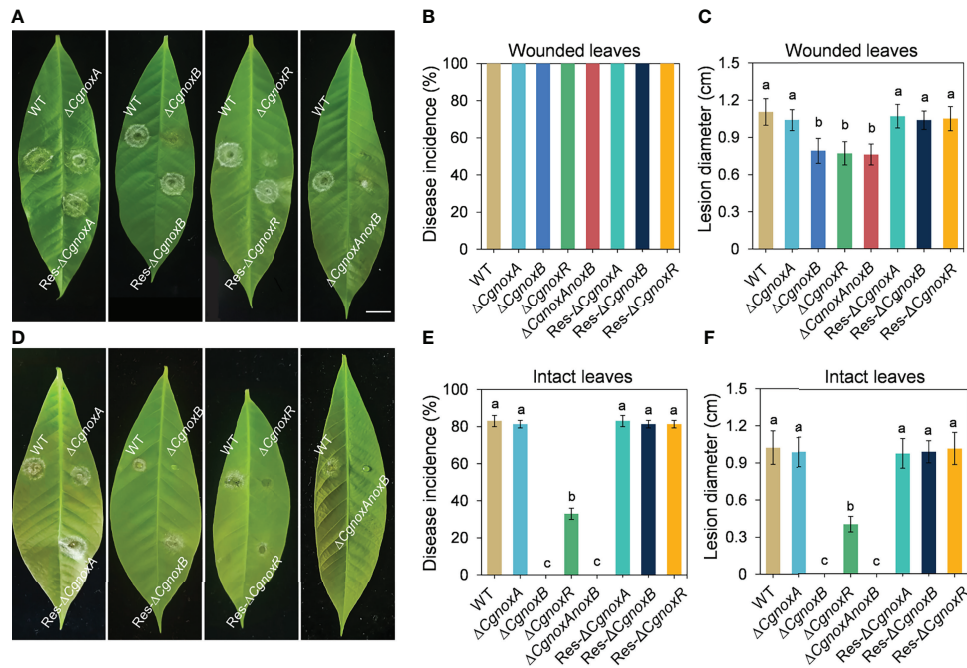 A
WT
ΔCgnoxA
Res-ΔCgnoxA
WT
ΔCgnoxB
Res-ΔCgnoxB
WT
ΔCgnoxR
Res-ΔCgnoxR
WT
ΔCgnoxAnoxB
B
Wounded leaves
Disease incidence (%)
100
80
60
40
20
0
WT
ΔCgnoxA
ΔCgnoxB
ΔCgnoxR
ΔCanoxAnoxB
Res-ΔCgnoxA
Res-ΔCgnoxB
Res-ΔCgnoxR
C
Wounded leaves
Lesion diameter (cm)
1.5
1.2
0.9
0.6
0.3
0
a
a
b
b
b
a
a
a
WT
ΔCgnoxA
ΔCgnoxB
ΔCgnoxR
ΔCanoxAnoxB
Res-ΔCgnoxA
Res-ΔCgnoxB
Res-ΔCgnoxR
D
WT
ΔCgnoxA
Res-ΔCgnoxA
WT
ΔCgnoxB
Res-ΔCgnoxB
WT
ΔCgnoxR
Res-ΔCgnoxR
WT
ΔCgnoxAnoxB
E
Intact leaves
Disease incidence (%)
100
80
60
40
20
0
a
a
c
b
c
a
a
a
WT
ΔCgnoxA
ΔCgnoxB
ΔCgnoxR
ΔCgnoxAnoxB
Res-ΔCgnoxA
Res-ΔCgnoxB
Res-ΔCgnoxR
F
Intact leaves
Lesion diameter (cm)
1.5
1.2
0.9
0.6
0.3
0
a
a
c
b
c
a
a
a
WT
ΔCgnoxA
ΔCgnoxB
ΔCgnoxR
ΔCgnoxAnoxB
Res-ΔCgnoxA
Res-ΔCgnoxB
Res-ΔCgnoxR